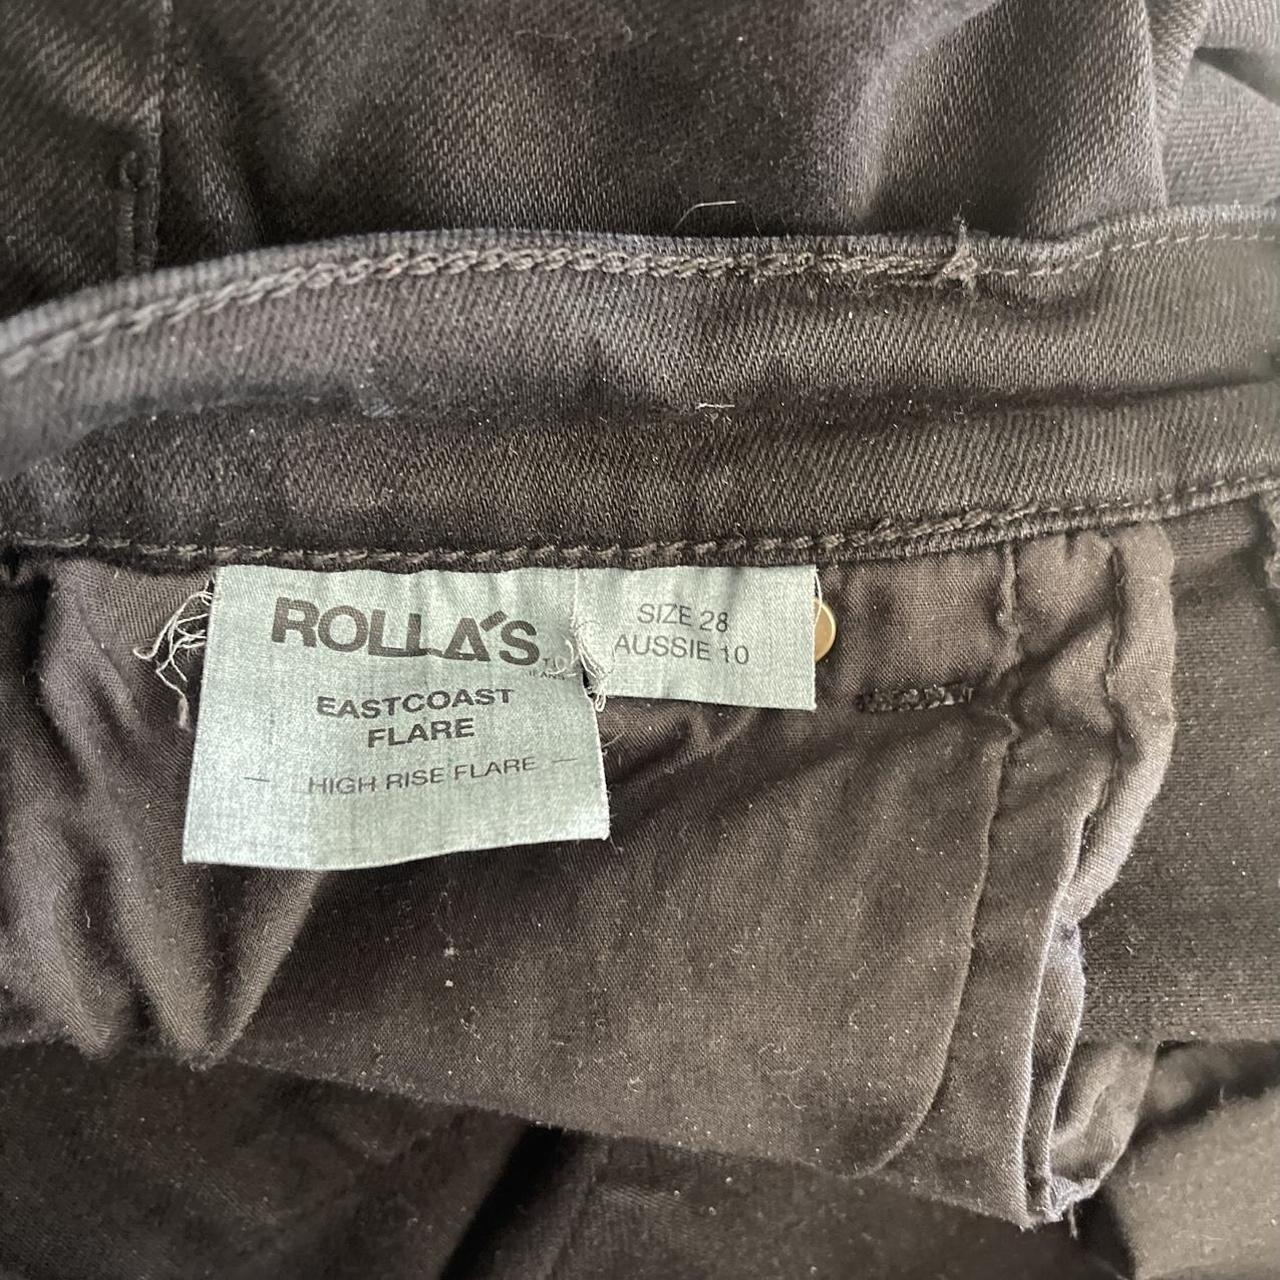 ROLLA'S
EASTCOAST
FLARE
— HIGH RISE FLARE —
SIZE 28
AUSSIE 10